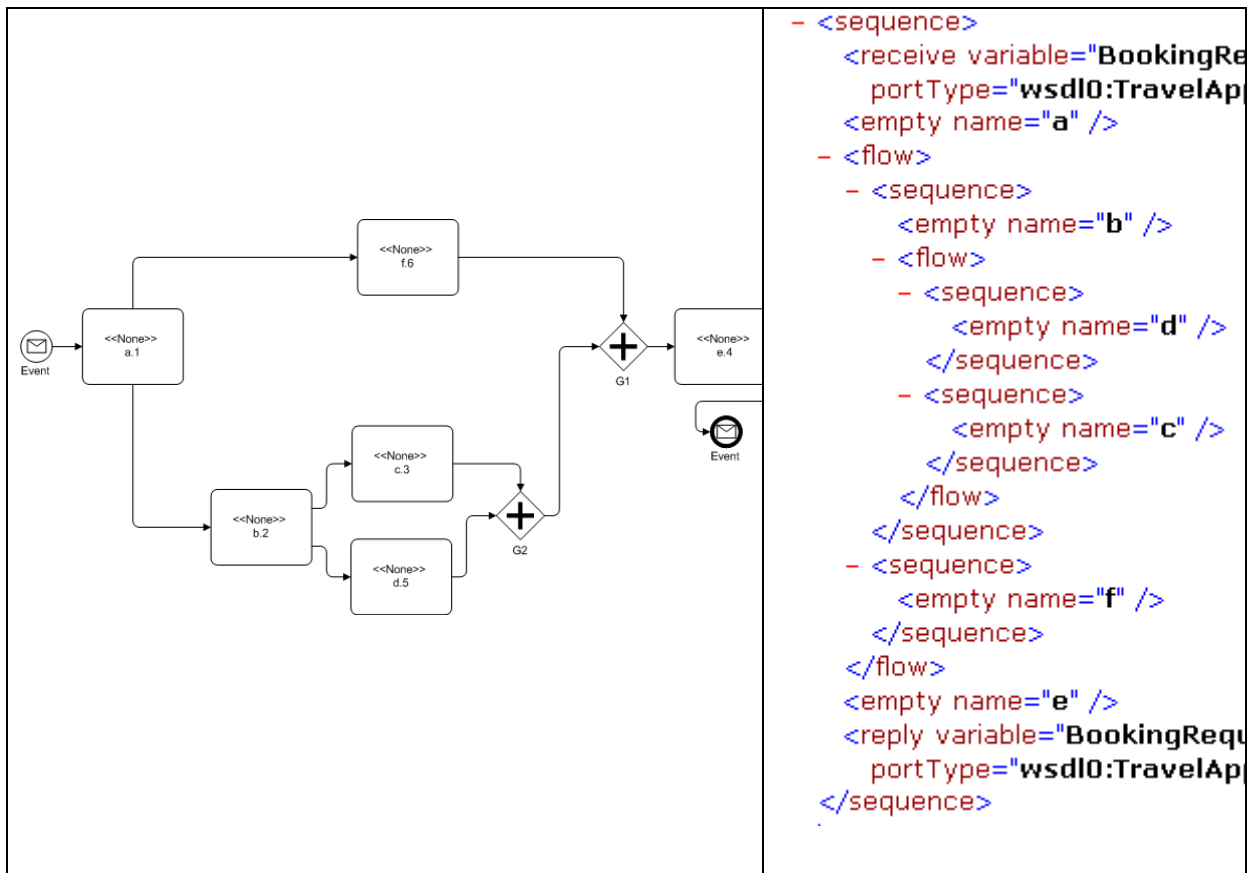 <<None>>
f.6
<<None>>
a.1
Event
<<None>>
e.4
G1
Event
<<None>>
c.3
<<None>>
b.2
<<None>>
d.5
G2
− <sequence>
<receive variable="BookingRe
portType="wsdl0:TravelAp
<empty name="a" />
− <flow>
− <sequence>
<empty name="b" />
− <flow>
− <sequence>
<empty name="d" />
</sequence>
− <sequence>
<empty name="c" />
</sequence>
</flow>
</sequence>
− <sequence>
<empty name="f" />
</sequence>
</flow>
<empty name="e" />
<reply variable="BookingRequ
portType="wsdl0:TravelAp
</sequence>